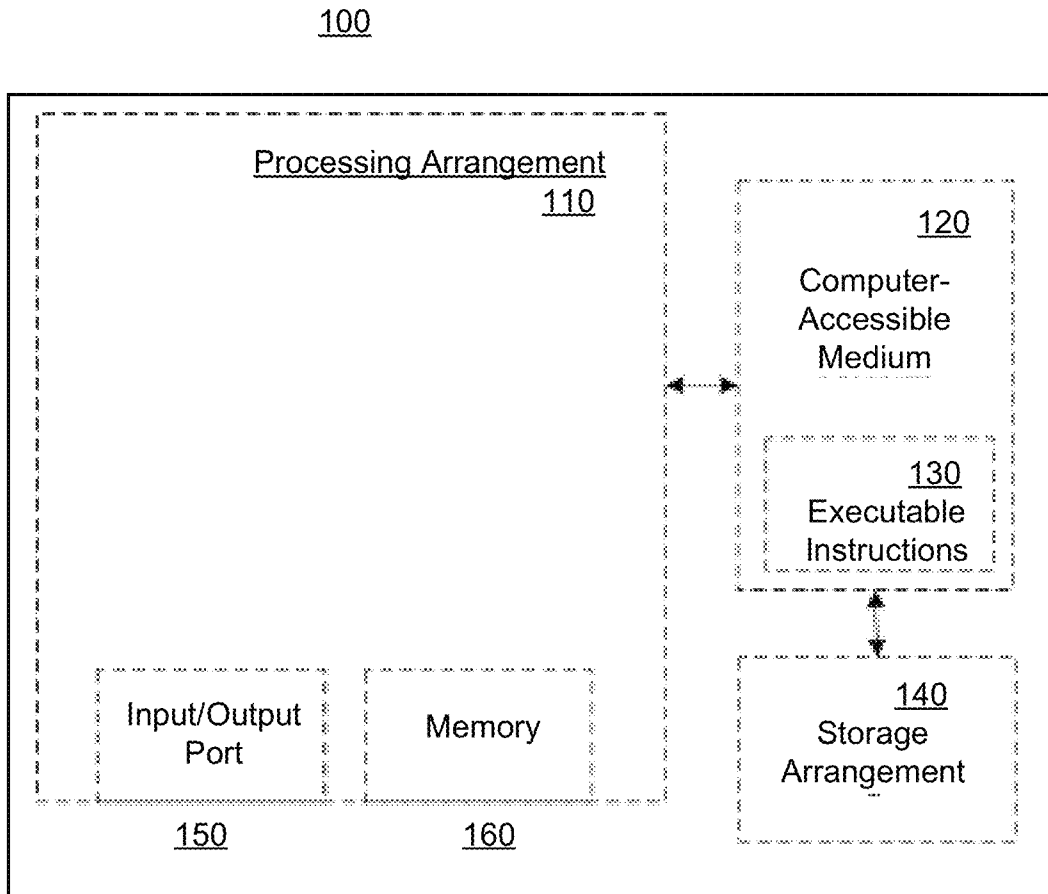 100
Processing Arrangement
110
120
Computer-
Accessible
Medium
130
Executable
Instructions
Input/Output
Port
Memory
140
Storage
Arrangement
150
160